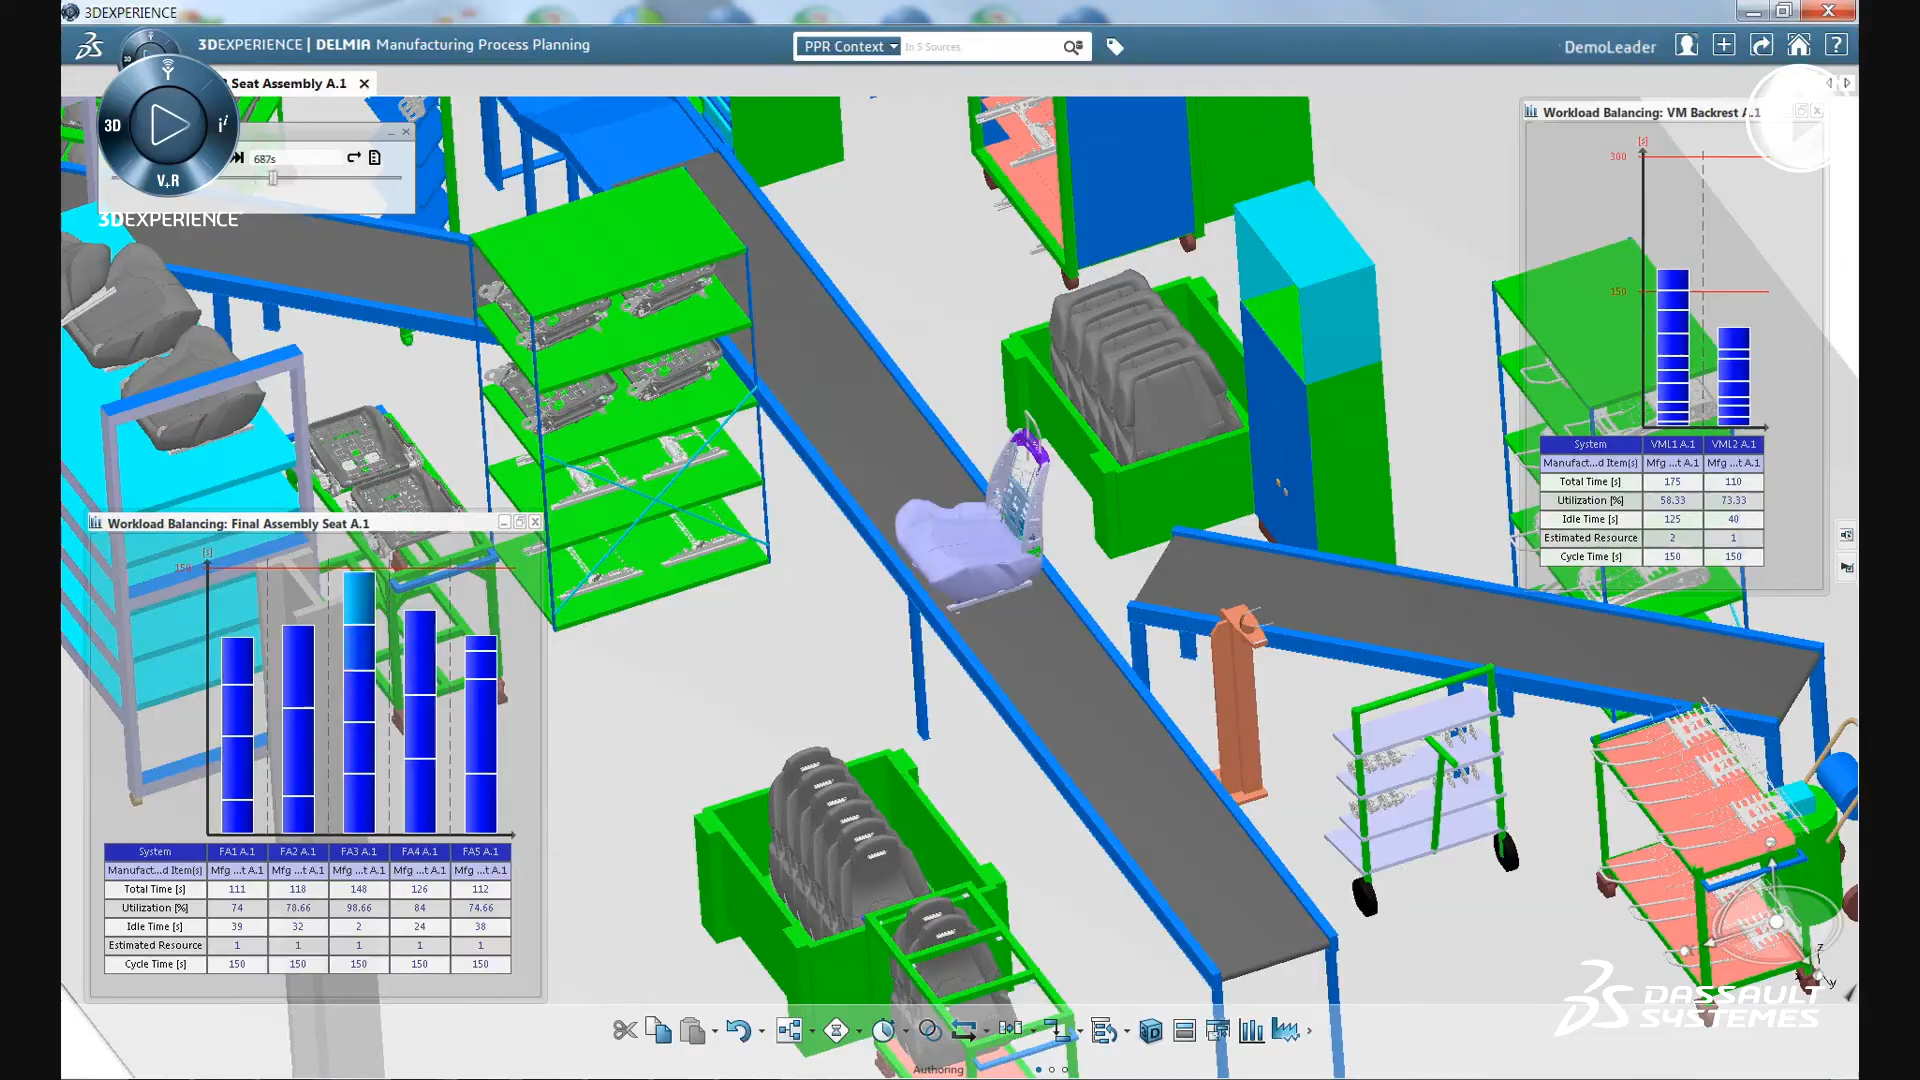 3DEXPERIENCE
3DEXPERIENCE | DELMIA Manufacturing Process Planning
PPR Context
In 5 Sources
DemoLeader
?
Seat Assembly A.1
3D
V+R
687s
3DEXPERIENCE
Workload Balancing: VM Backrest A.1
[s]
300
150
System VML1 A.1 VML2 A.1
Manufact...d Item(s) Mfg ...t A.1 Mfg ...t A.1
Total Time [s] 175 110
Utilization [%] 58.33 73.33
Idle Time [s] 125 40
Estimated Resource 2 1
Cycle Time [s] 150 150
Workload Balancing: Final Assembly Seat A.1
[s]
150
System FA1 A.1 FA2 A.1 FA3 A.1 FA4 A.1 FA5 A.1
Manufact...d Item(s) Mfg ...t A.1 Mfg ...t A.1 Mfg ...t A.1 Mfg ...t A.1 Mfg ...t A.1
Total Time [s] 111 118 148 126 112
Utilization [%] 74 78.66 98.66 84 74.66
Idle Time [s] 39 32 2 24 38
Estimated Resource 1 1 1 1 1
Cycle Time [s] 150 150 150 150 150
z
y
DASSAULT
SYSTEMES
Authoring